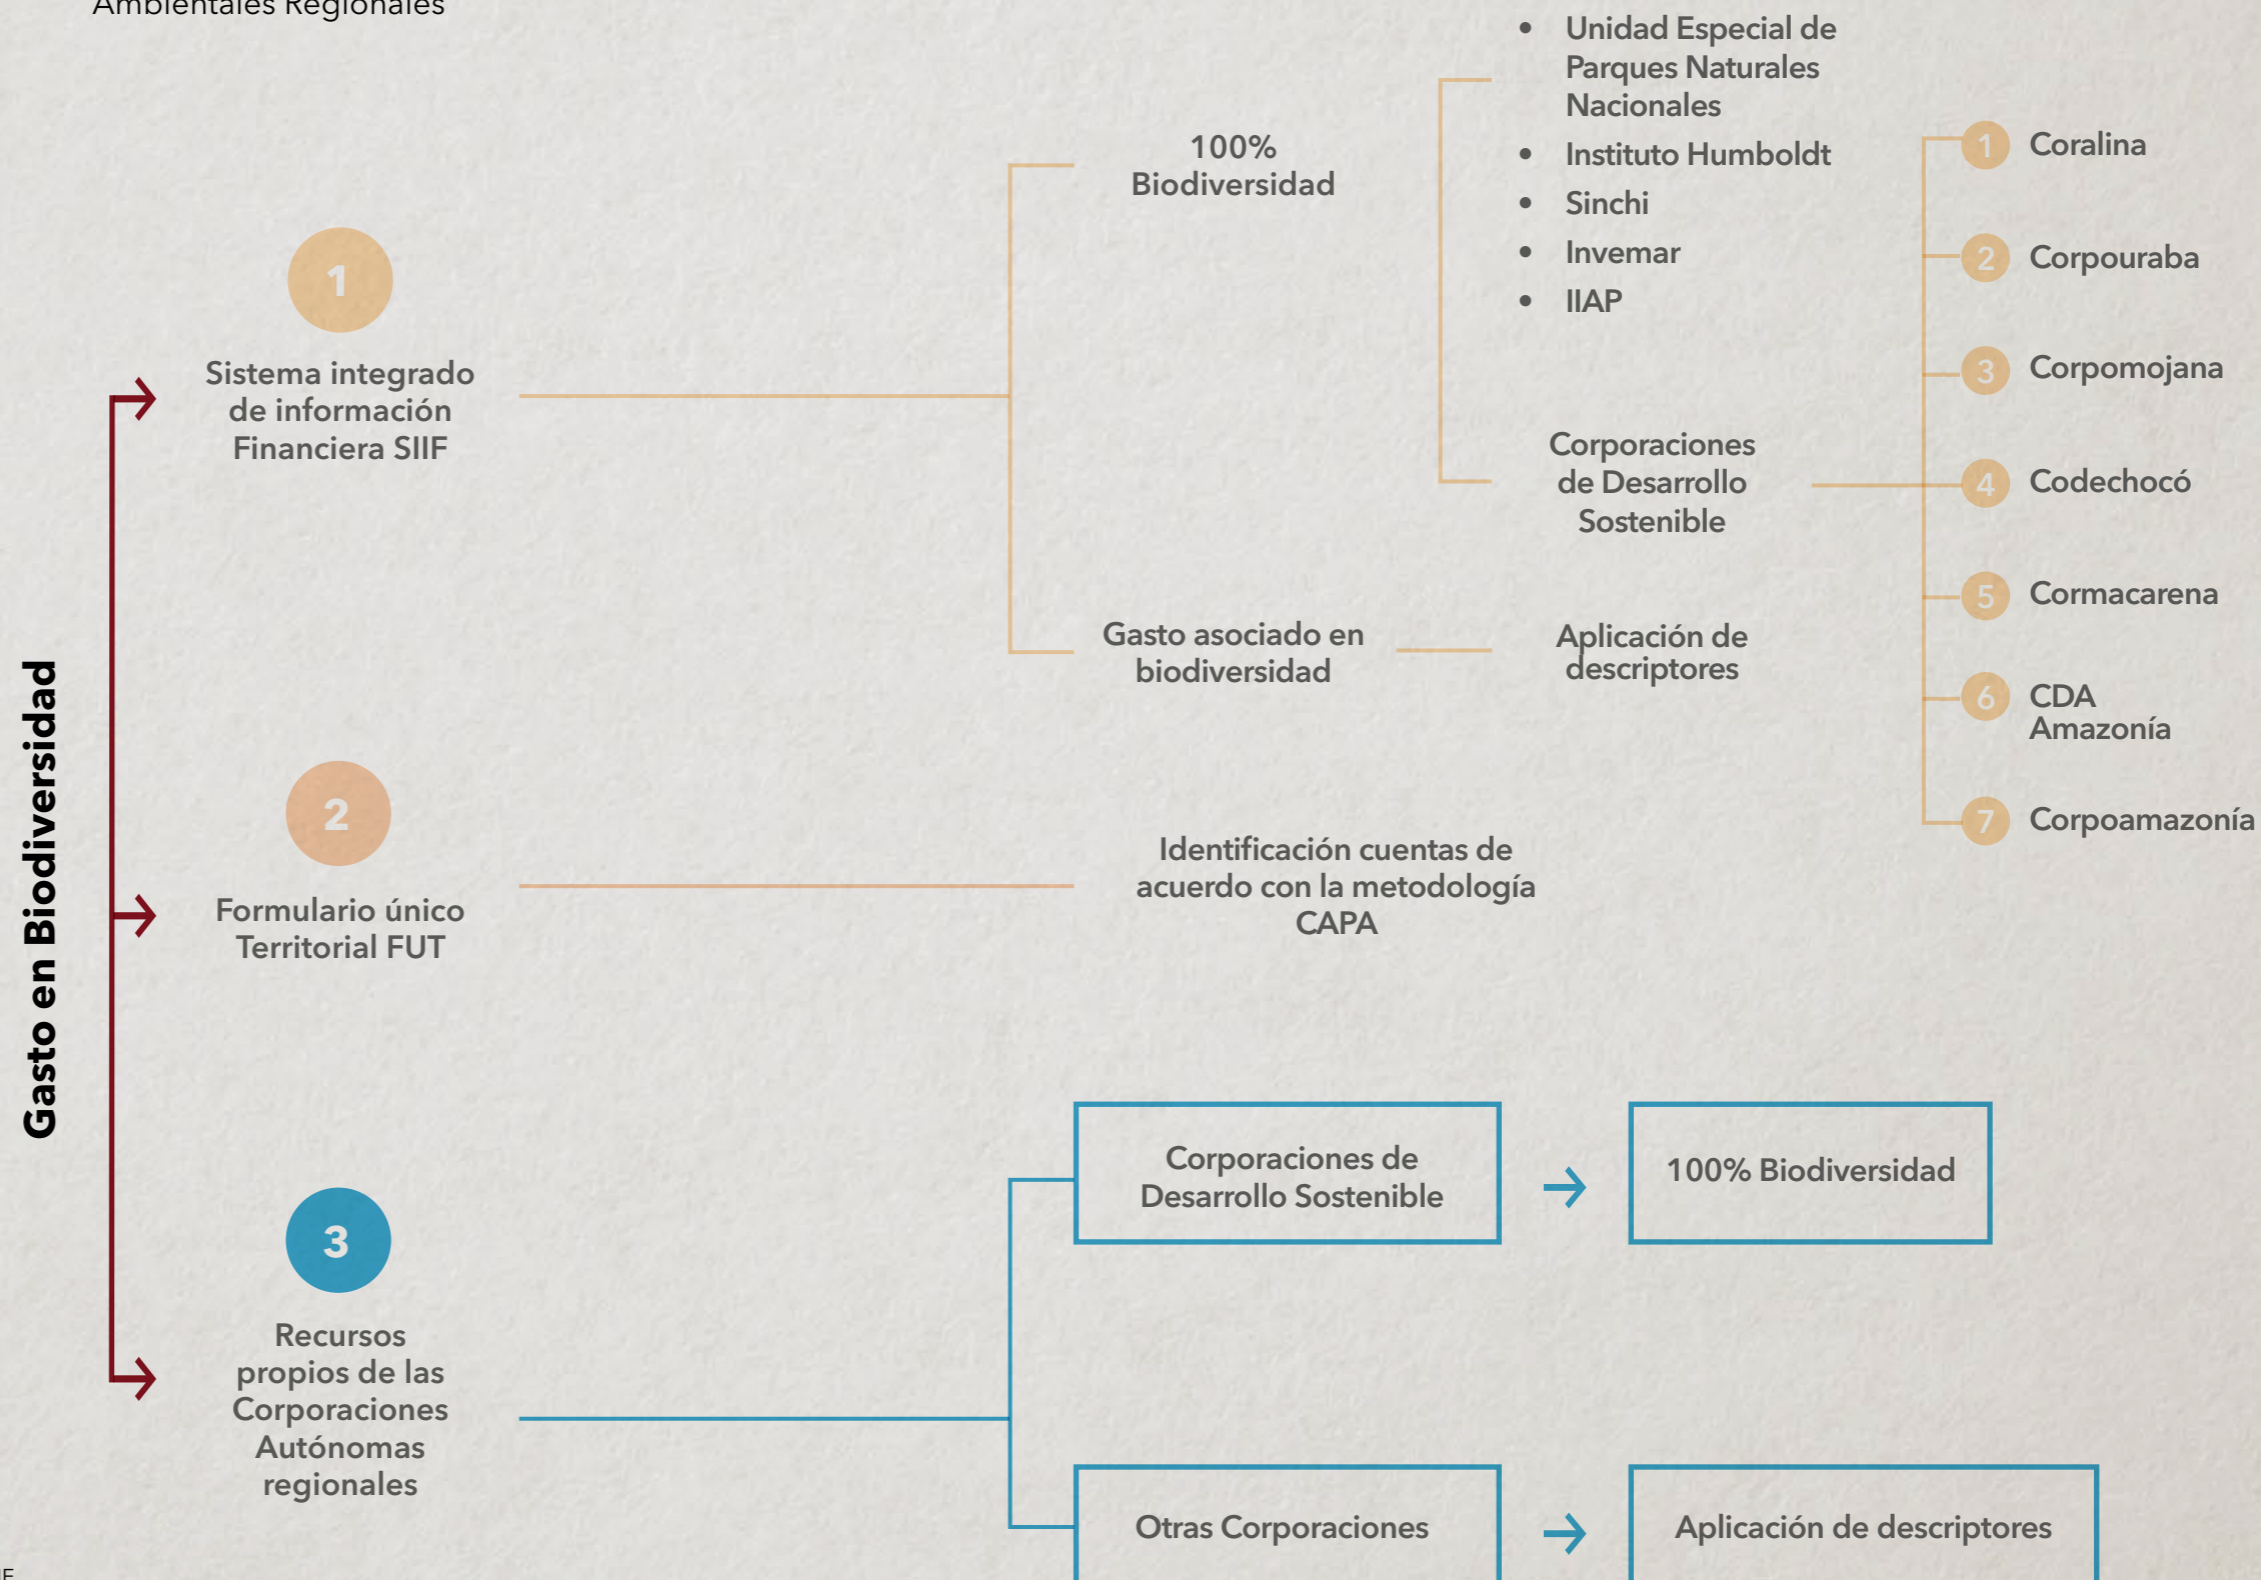 Ambientales Regionales
Gasto en Biodiversidad
1
Sistema integrado
de información
Financiera SIIF
100%
Biodiversidad
• Unidad Especial de
Parques Naturales
Nacionales
• Instituto Humboldt
• Sinchi
• Invemar
• IIAP
Corporaciones
de Desarrollo
Sostenible
1 Coralina
2 Corpouraba
3 Corpomojana
4 Codechocó
5 Cormacarena
6 CDA
Amazonía
7 Corpoamazonía
Gasto asociado en
biodiversidad
Aplicación de
descriptores
2
Formulario único
Territorial FUT
Identificación cuentas de
acuerdo con la metodología
CAPA
3
Recursos
propios de las
Corporaciones
Autónomas
regionales
Corporaciones de
Desarrollo Sostenible
100% Biodiversidad
Otras Corporaciones
Aplicación de descriptores